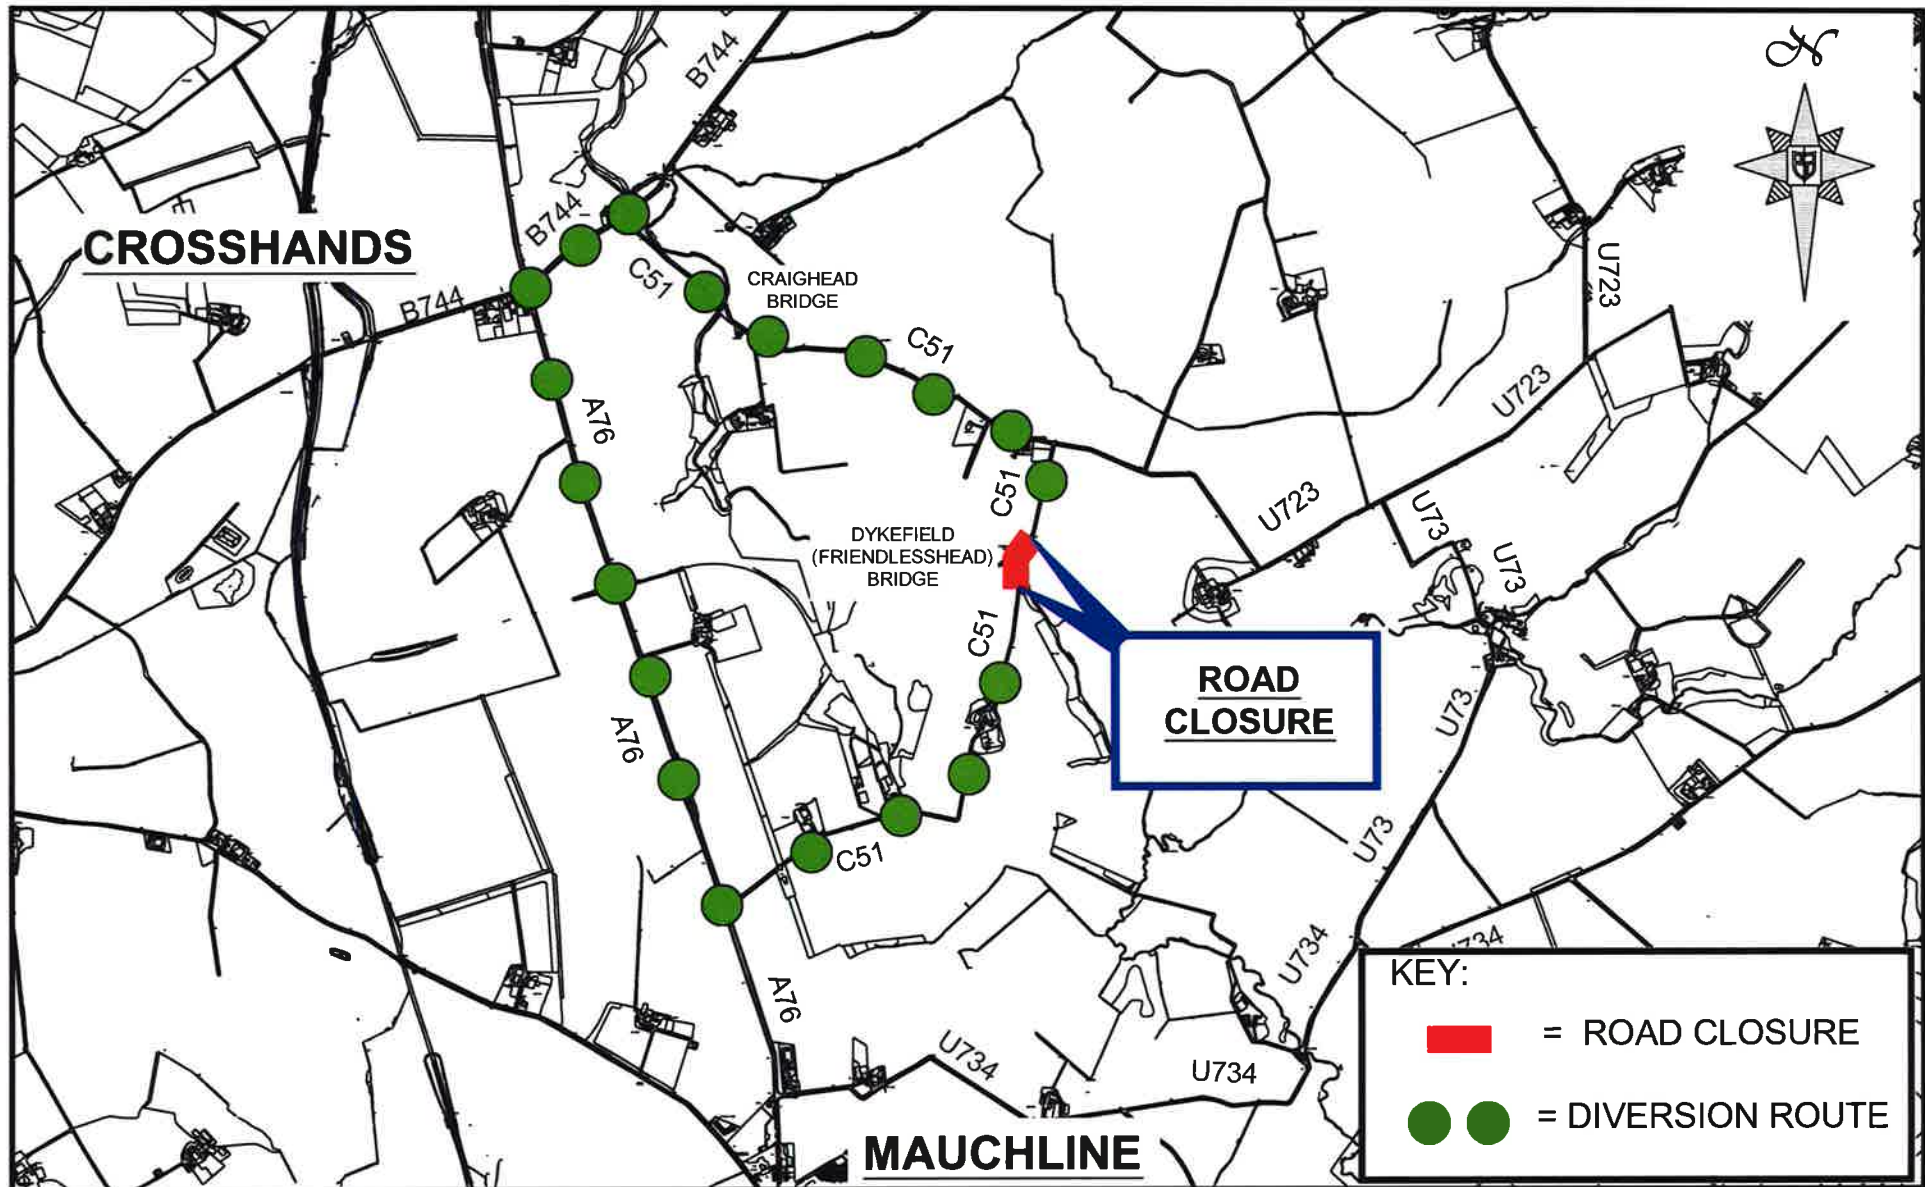 B744
N
CROSSHANDS
B744
B744
C51
CRAIGHEAD
BRIDGE
U723
C51
A76
U723
C51
U723
U73
U73
DYKEFIELD
(FRIENDLESSHEAD)
BRIDGE
C51
ROAD
CLOSURE
A76
U73
U73
C51
U734
U734
A76
U734
U734
MAUCHLINE
KEY:
= ROAD CLOSURE
= DIVERSION ROUTE